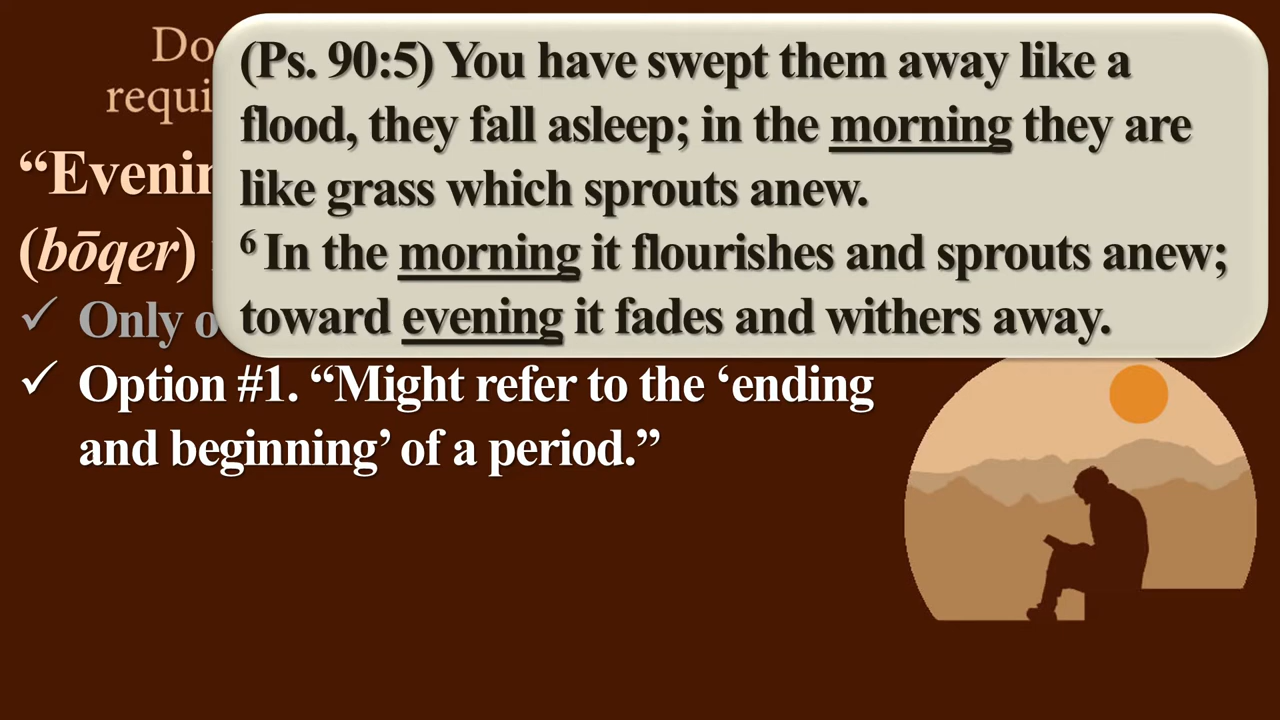 Do
requi
(Ps. 90:5) You have swept them away like a
flood, they fall asleep; in the morning they are
like grass which sprouts anew.
6 In the morning it flourishes and sprouts anew;
toward evening it fades and withers away.
“Evenin
(bōqer)
✓ Only o
✓ Option #1. “Might refer to the ‘ending
and beginning’ of a period.”